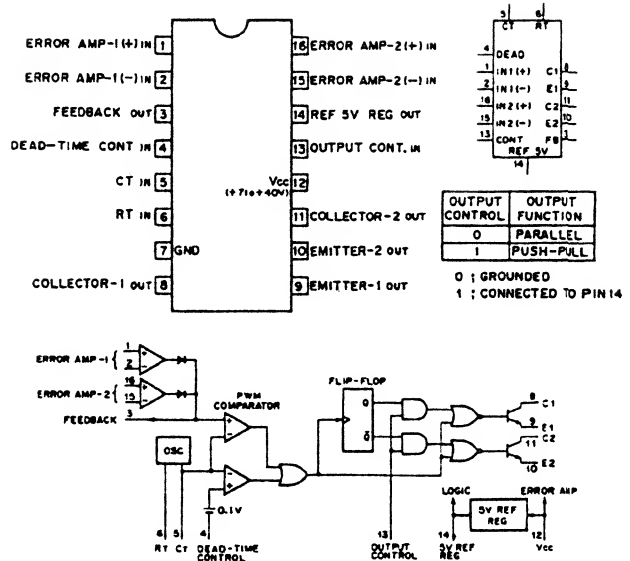 ERROR AMP-1(+) IN 1
16 ERROR AMP-2(+) IN
ERROR AMP-1(-) IN 2
15 ERROR AMP-2(-) IN
FEEDBACK OUT 3
14 REF 5V REG OUT
DEAD-TIME CONT IN 4
13 OUTPUT CONT. IN
CT IN 5
Vcc 12
(+7to+40V)
RT IN 6
11 COLLECTOR-2 OUT
7 GND
10 EMITTER-2 OUT
COLLECTOR-1 OUT 8
9 EMITTER-1 OUT
5 6
CT RT
4 DEAD
1 IN1(+) C1 8
2 IN1(-) E1 9
16 IN2(+) C2 11
15 IN2(-) E2 10
13 CONT FB 3
REF 5V
14
OUTPUT CONTROL OUTPUT FUNCTION
0 PARALLEL
1 PUSH-PULL
0 ; GROUNDED
1 ; CONNECTED TO PIN 14
ERROR AMP-1 1 + 2 -
ERROR AMP-2 16 + 15 -
FEEDBACK 3
PWM
COMPARATOR
+
-
OSC
+
-
0.1V
6 5 4
RT CT DEAD-TIME
CONTROL
FLIP-FLOP
Q
Q̄
8 C1
9 E1
11 C2
10 E2
13
OUTPUT
CONTROL
LOGIC ERROR AMP
5V REF
REG
14 12
5V REF Vcc
REG